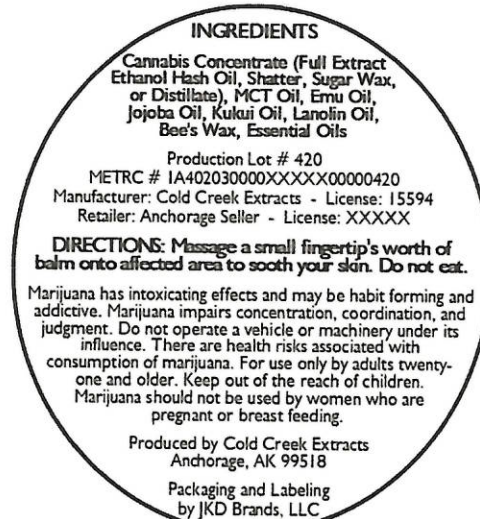 INGREDIENTS
Cannabis Concentrate (Full Extract
Ethanol Hash Oil, Shatter, Sugar Wax,
or Distillate), MCT Oil, Emu Oil,
Jojoba Oil, Kukui Oil, Lanolin Oil,
Bee's Wax, Essential Oils
Production Lot # 420
METRC # 1A402030000XXXXX00000420
Manufacturer: Cold Creek Extracts - License: 15594
Retailer: Anchorage Seller - License: XXXXX
DIRECTIONS: Massage a small fingertip's worth of
balm onto affected area to sooth your skin. Do not eat.
Marijuana has intoxicating effects and may be habit forming and
addictive. Marijuana impairs concentration, coordination, and
judgment. Do not operate a vehicle or machinery under its
influence. There are health risks associated with
consumption of marijuana. For use only by adults twenty-
one and older. Keep out of the reach of children.
Marijuana should not be used by women who are
pregnant or breast feeding.
Produced by Cold Creek Extracts
Anchorage, AK 99518
Packaging and Labeling
by JKD Brands, LLC